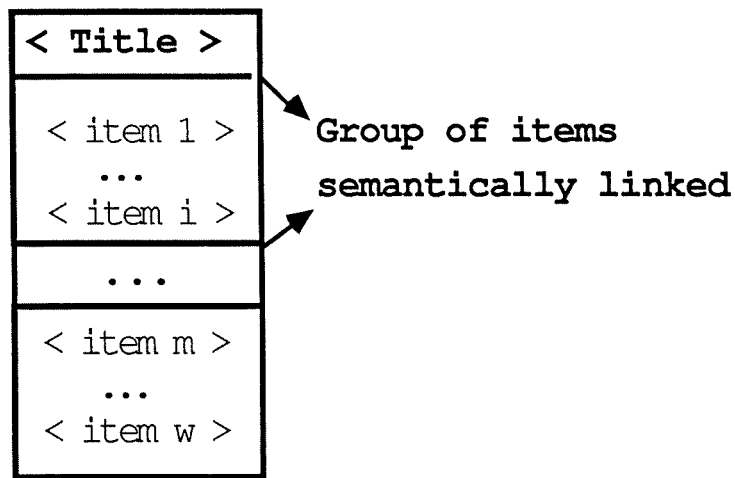 < Title >
< item 1 >
...
< item i >
Group of items
semantically linked
...
< item m >
...
< item w >